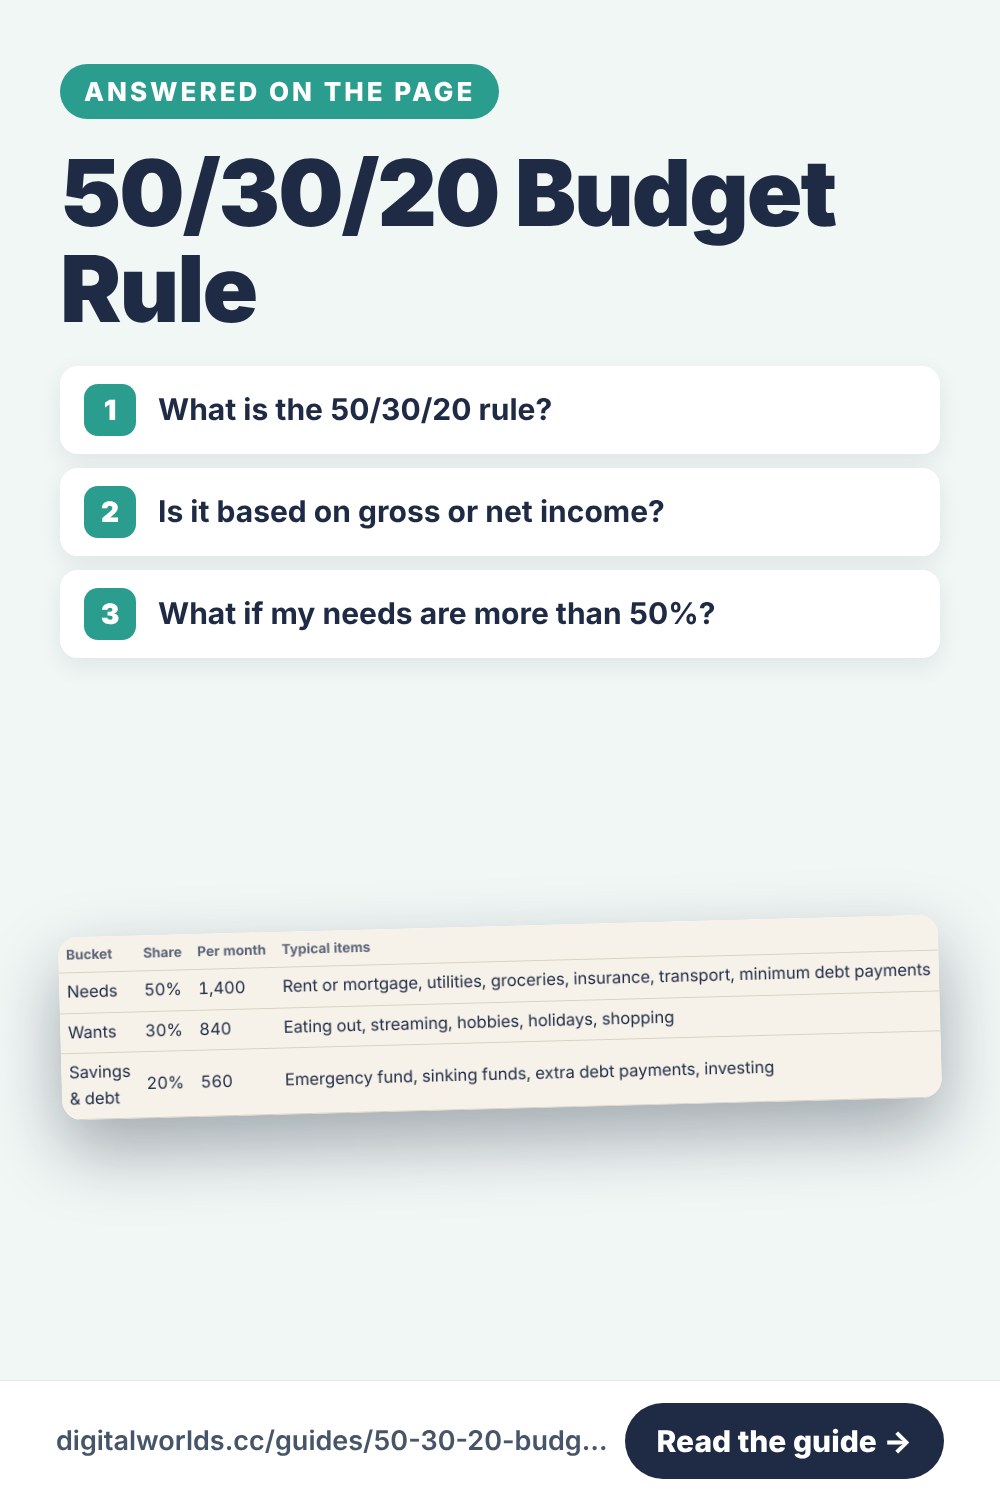 ANSWERED ON THE PAGE
50/30/20 Budget
Rule
1 What is the 50/30/20 rule?
2 Is it based on gross or net income?
3 What if my needs are more than 50%?
Bucket Share Per month Typical items
Needs 50% 1,400 Rent or mortgage, utilities, groceries, insurance, transport, minimum debt payments
Wants 30% 840 Eating out, streaming, hobbies, holidays, shopping
Savings
& debt 20% 560 Emergency fund, sinking funds, extra debt payments, investing
digitalworlds.cc/guides/50-30-20-budg... Read the guide →